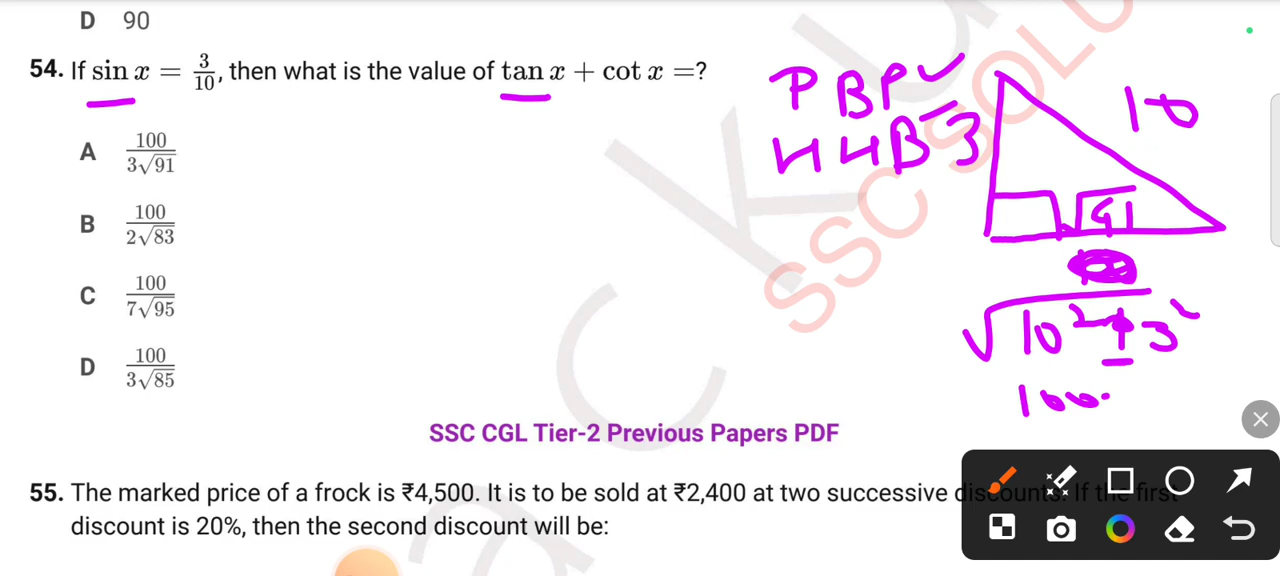 D 90
54. If sin x = 3/10, then what is the value of tan x + cot x =?
A 100/3√91
B 100/2√83
C 100/7√95
D 100/3√85
P B P
H H B
3
10
√91
√10² + 3²
100
SSC SOLU
SSC CGL Tier-2 Previous Papers PDF
55. The marked price of a frock is ₹4,500. It is to be sold at ₹2,400 at two successive discounts. If the first
discount is 20%, then the second discount will be: